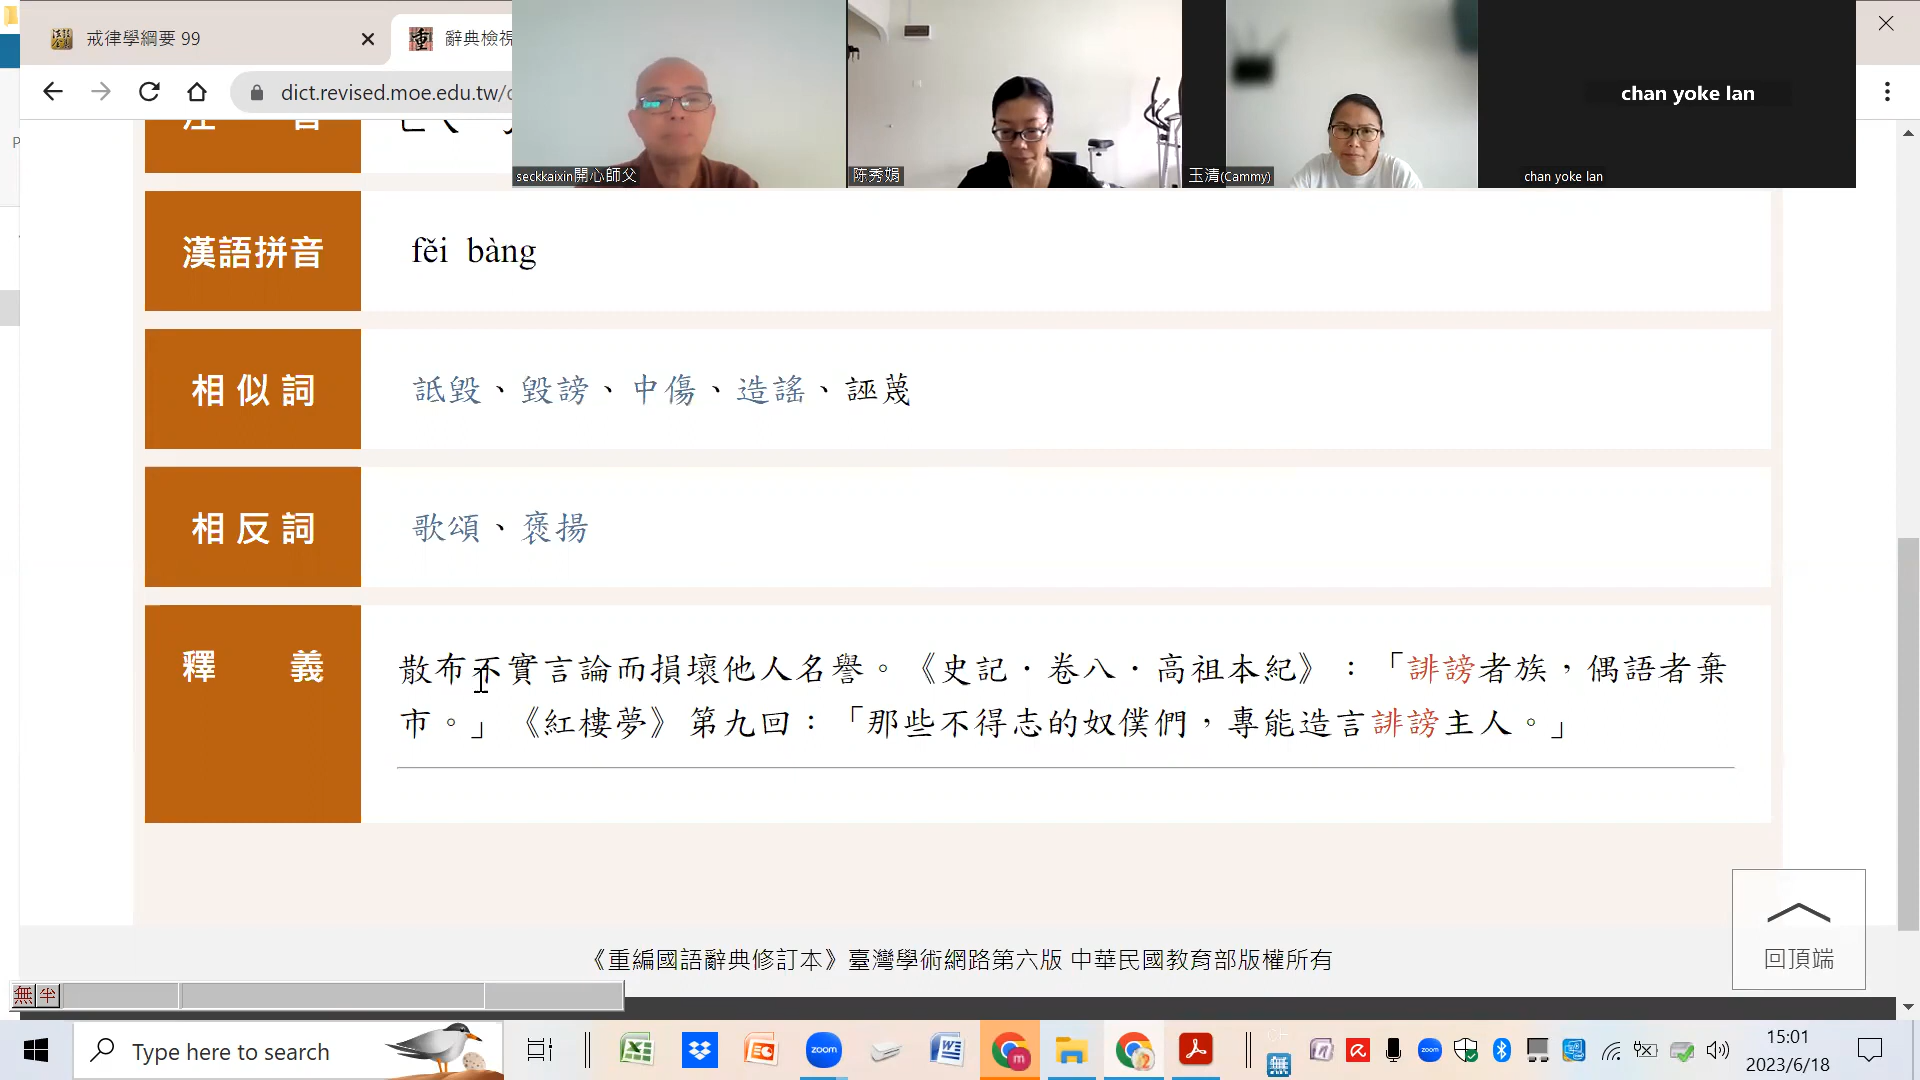 戒律學綱要 99
辭典檢視
dict.revised.moe.edu.tw/
seckkaixin開心師父
陈秀娟
玉清(Cammy)
chan yoke lan
chan yoke lan
注 音
漢語拼音
fěi bàng
相似詞
詆毀、毀謗、中傷、造謠、誣蔑
相反詞
歌頌、褒揚
釋 義
散布不實言論而損壞他人名譽。《史記．卷八．高祖本紀》：「誹謗者族，偶語者棄
市。」《紅樓夢》第九回：「那些不得志的奴僕們，專能造言誹謗主人。」
回頂端
《重編國語辭典修訂本》臺灣學術網路第六版 中華民國教育部版權所有
無 半
Type here to search
zoom
zoom
15:01
2023/6/18